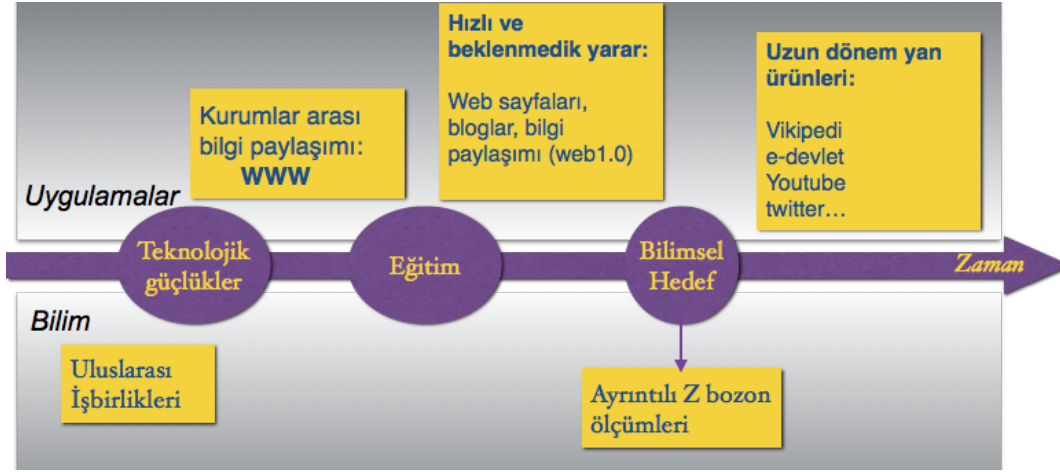 Hızlı ve
beklenmedik yarar:
Web sayfaları,
bloglar, bilgi
paylaşımı (web1.0)
Uzun dönem yan
ürünleri:
Vikipedi
e-devlet
Youtube
twitter...
Kurumlar arası
bilgi paylaşımı:
WWW
Uygulamalar
Teknolojik
güçlükler
Eğitim
Bilimsel
Hedef
Zaman
Bilim
Uluslarası
İşbirlikleri
Ayrıntılı Z bozon
ölçümleri